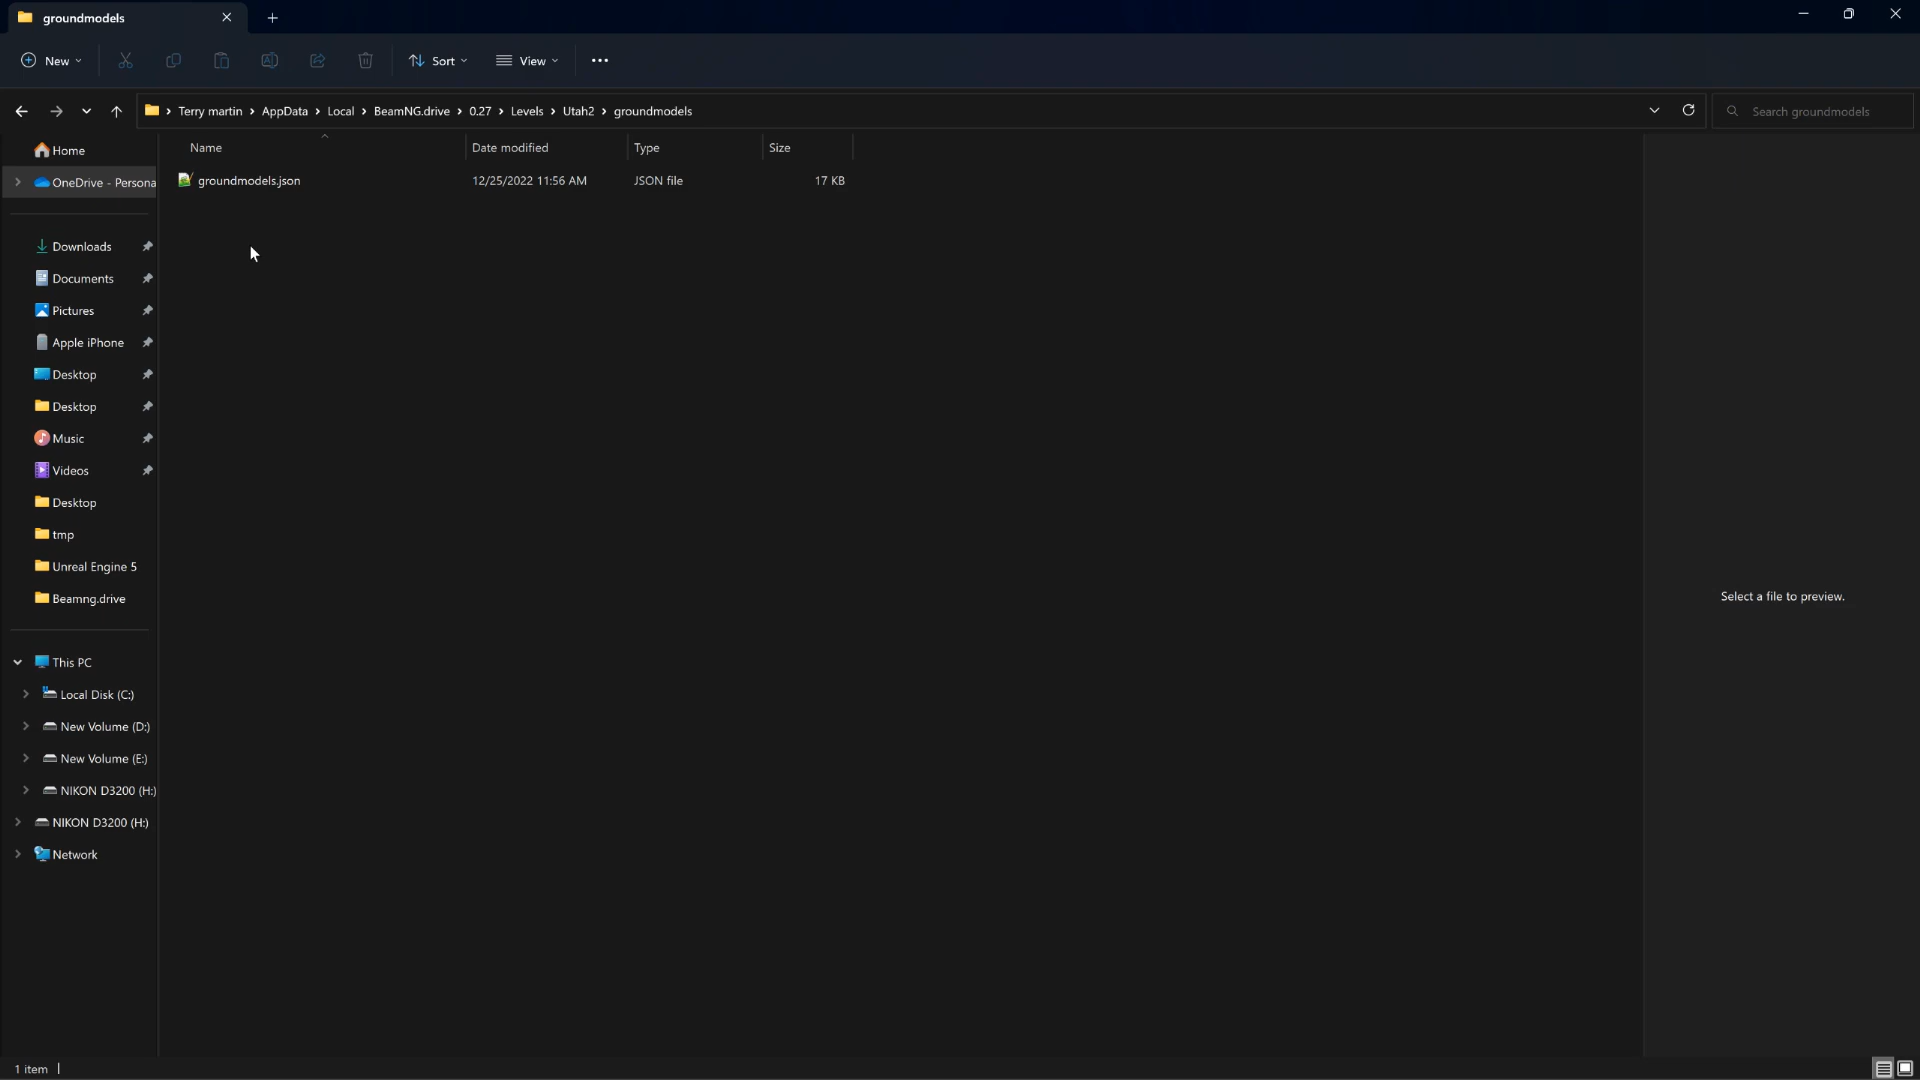 groundmodels
New
Sort
View
Terry martin > AppData > Local > BeamNG.drive > 0.27 > Levels > Utah2 > groundmodels
Search groundmodels
Name
Date modified
Type
Size
groundmodels.json
12/25/2022 11:56 AM
JSON file
17 KB
Home
OneDrive - Persona
Downloads
Documents
Pictures
Apple iPhone
Desktop
Desktop
Music
Videos
Desktop
tmp
Unreal Engine 5
Beamng.drive
This PC
Local Disk (C:)
New Volume (D:)
New Volume (E:)
NIKON D3200 (H:)
NIKON D3200 (H:)
Network
Select a file to preview.
1 item